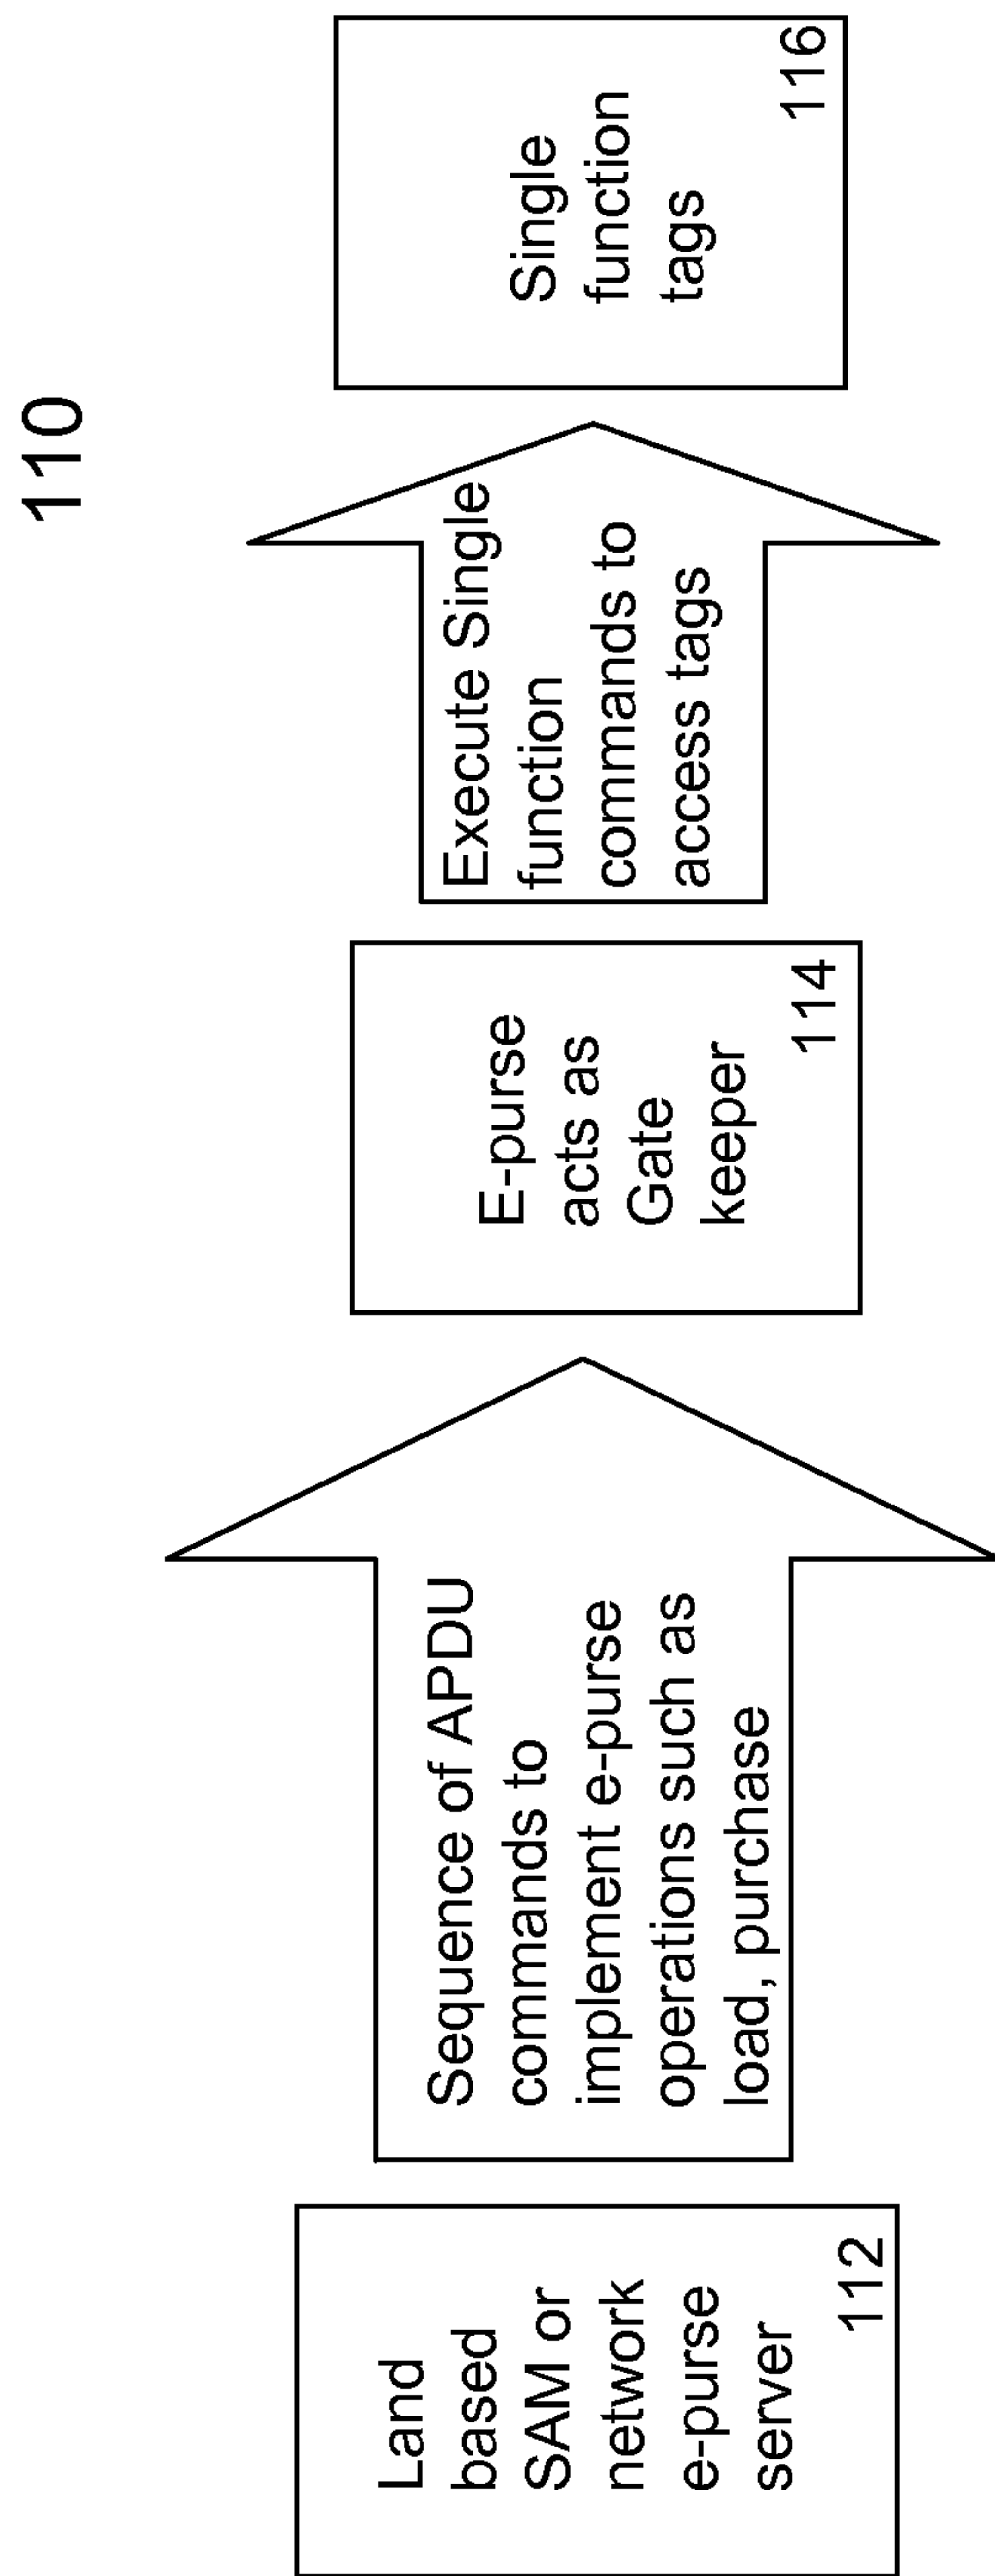 110
Land
based
SAM or
network
e-purse
server
112
Sequence of APDU
commands to
implement e-purse
operations such as
load, purchase
E-purse
acts as
Gate
keeper
114
Execute Single
function
commands to
access tags
Single
function
tags
116